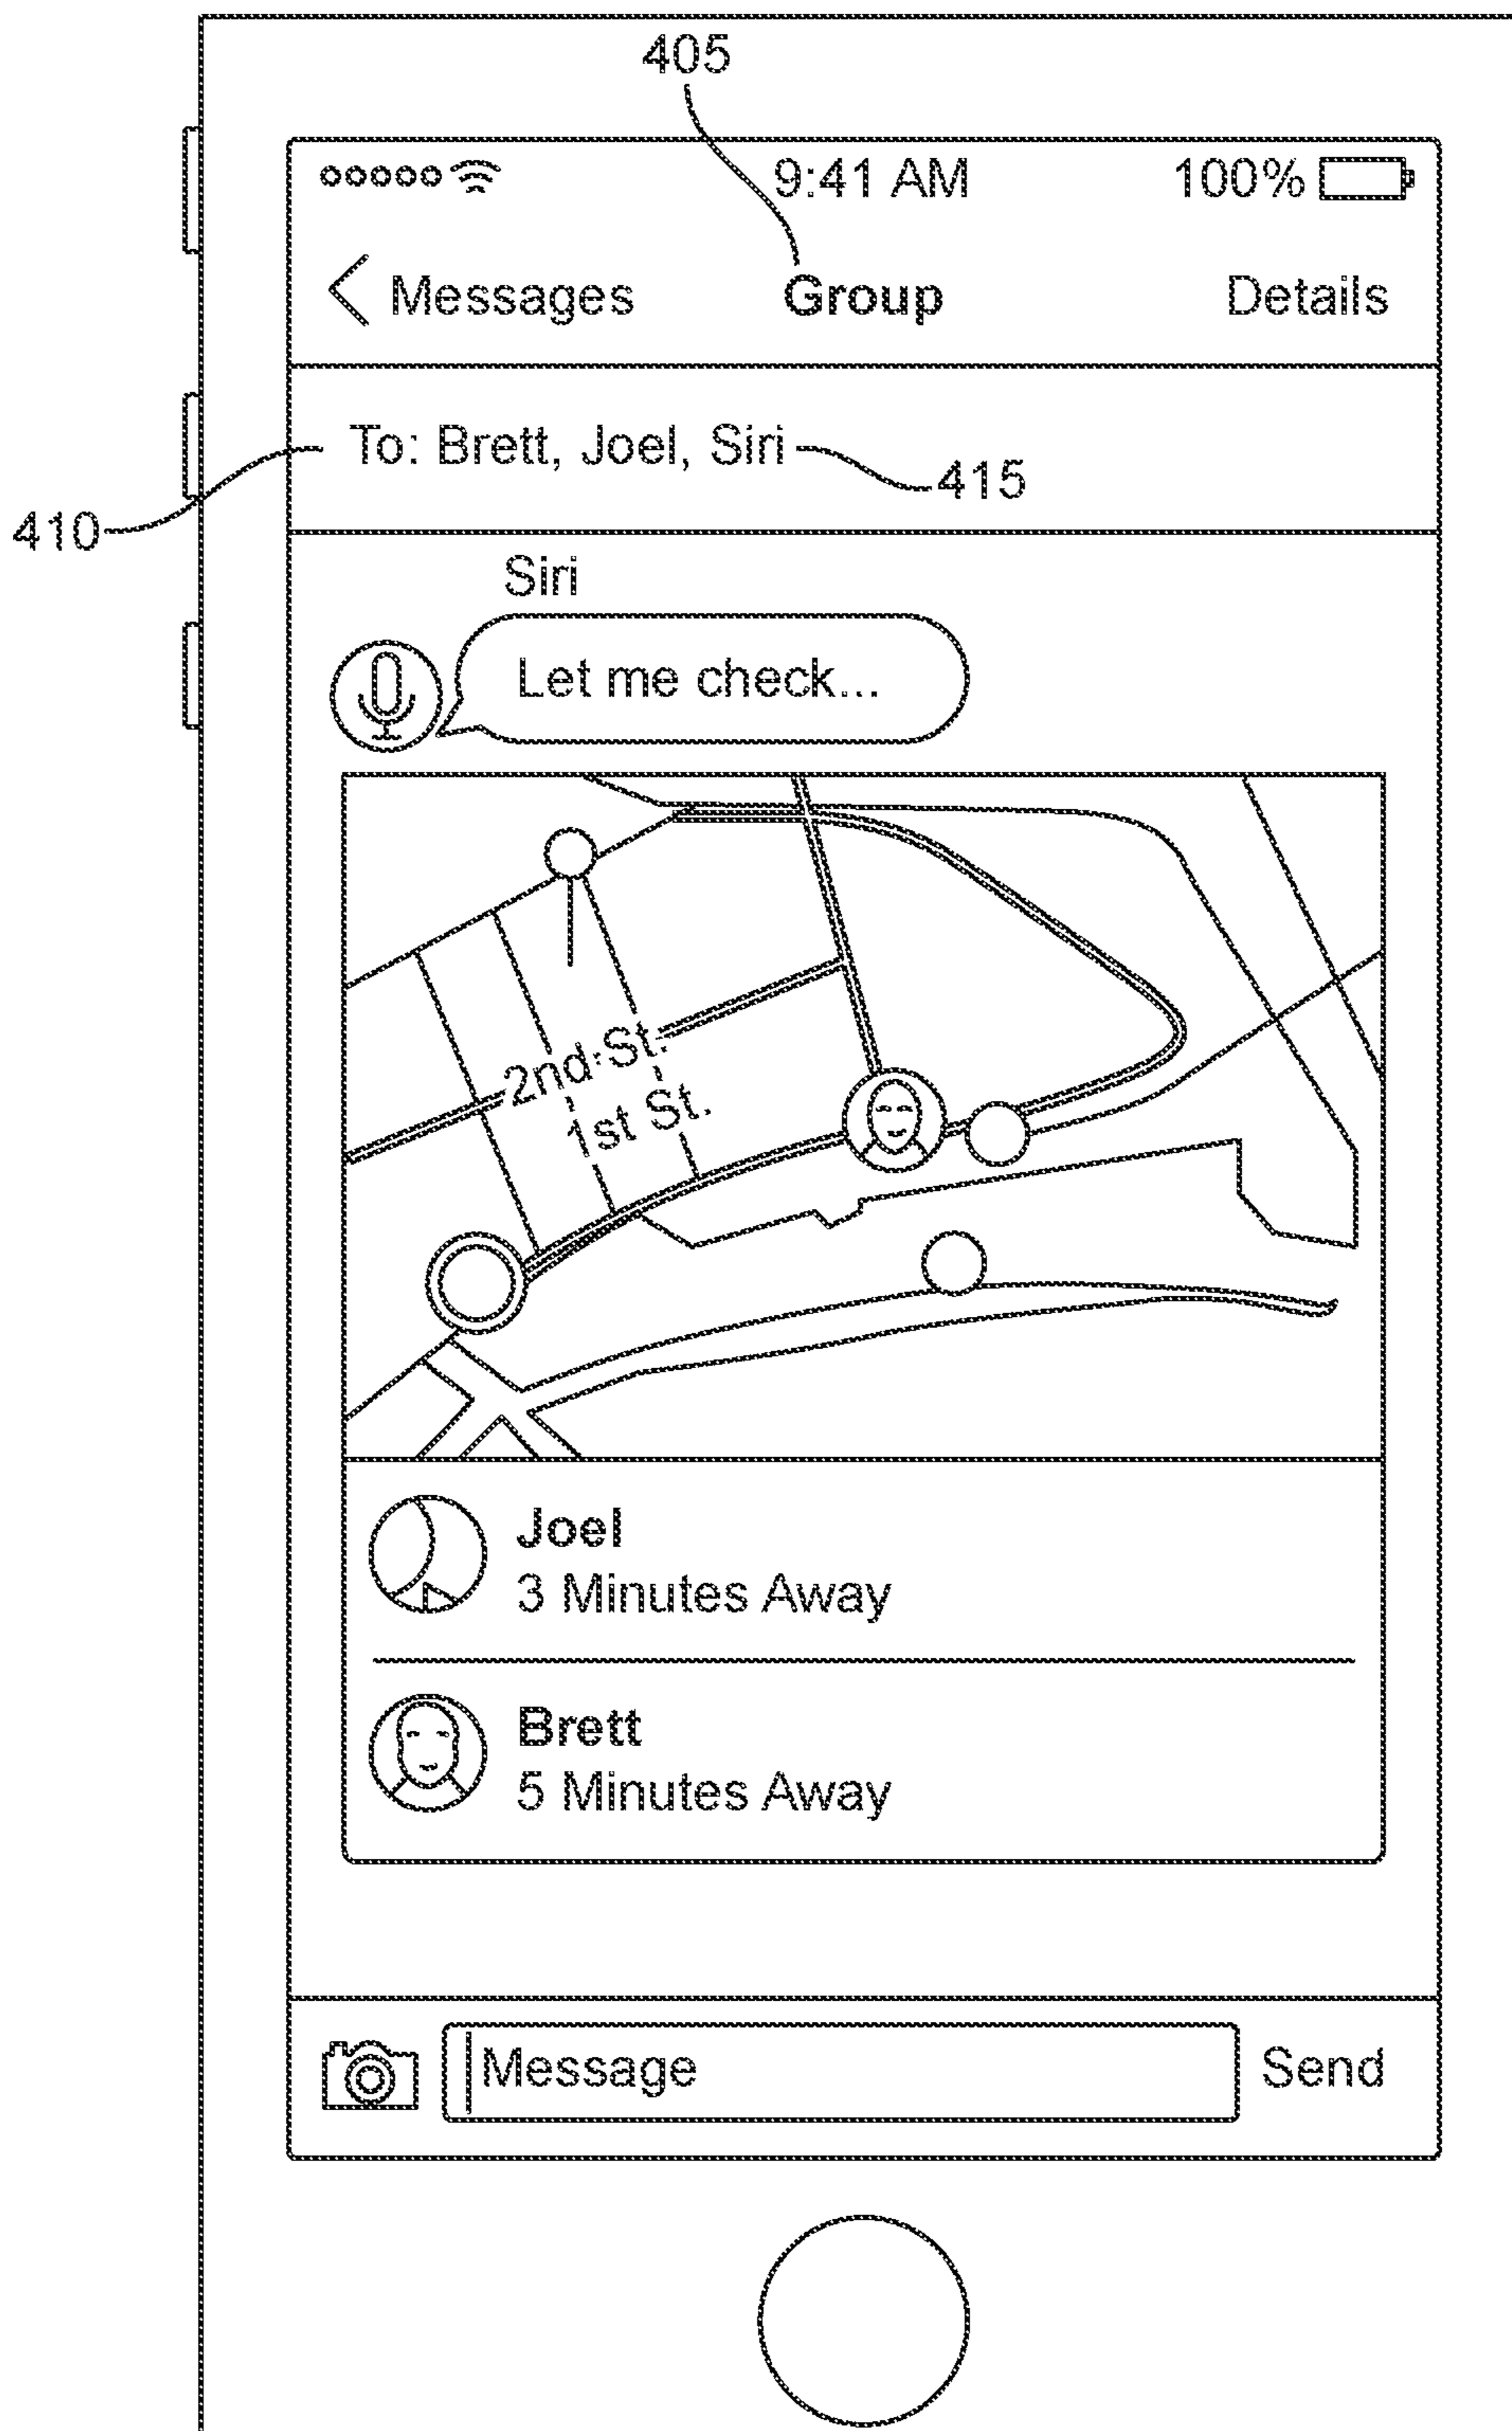 405
9:41 AM 100%
Messages Group Details
To: Brett, Joel, Siri
415
410
Siri
Let me check...
2nd St.
1st St.
Joel
3 Minutes Away
Brett
5 Minutes Away
Message Send